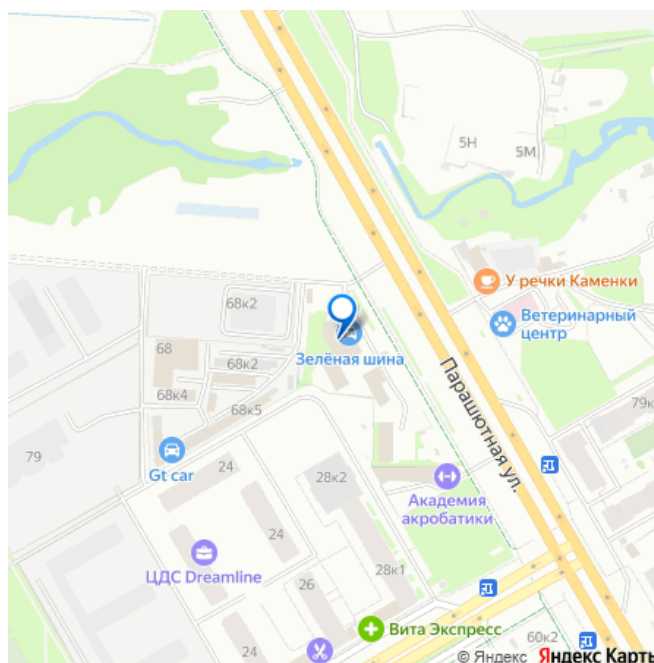 5Н
5М
У речки Каменки
68к2
Ветеринарный
центр
Зелёная шина
68
68к2
68к4
68к5
Парашютная ул.
79к
79
Gt car
24
28к2
Академия
акробатики
24
ЦДС Dreamline
26
28к1
Вита Экспресс
24
60к2
© Яндекс Яндекс Карты